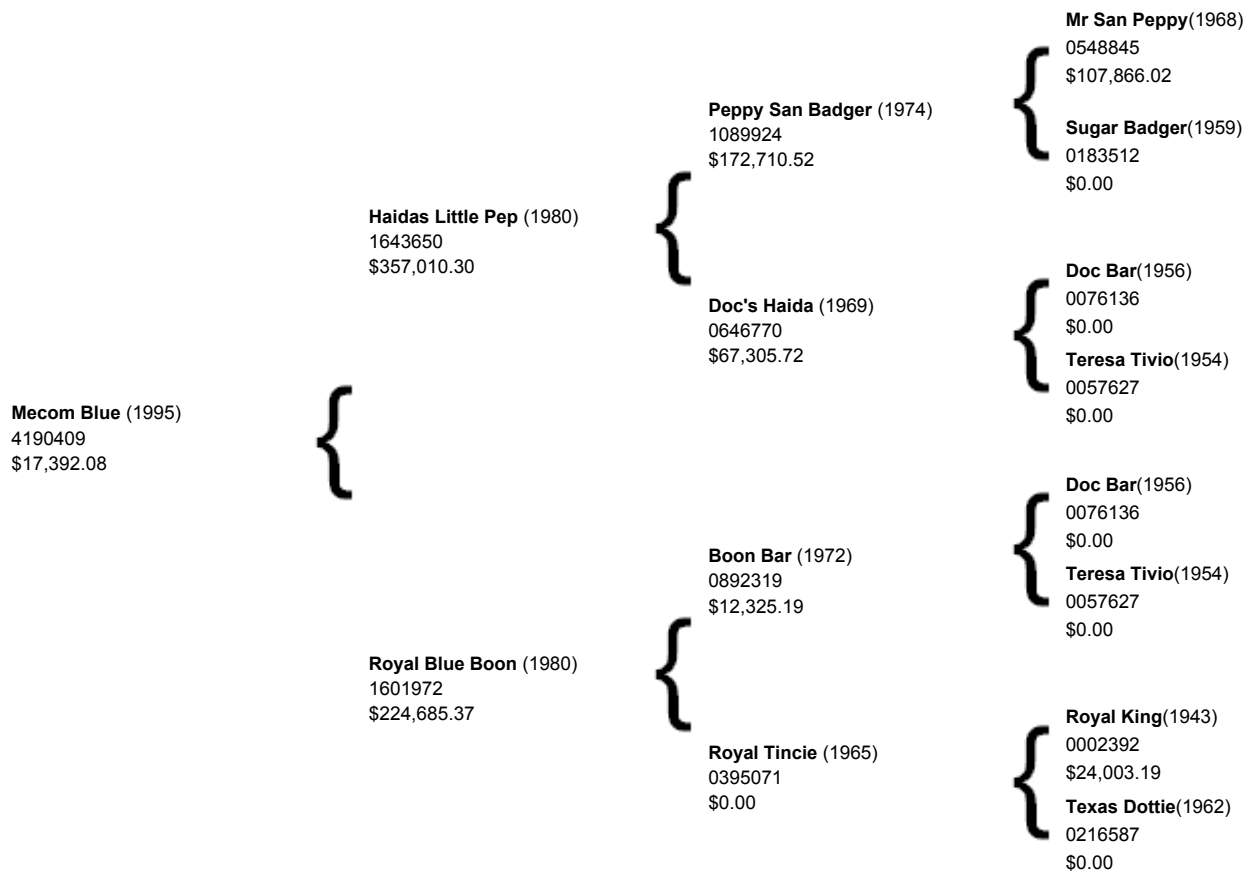 Mr San Peppy(1968)
0548845
$107,866.02
Peppy San Badger (1974)
1089924
$172,710.52
Sugar Badger(1959)
0183512
$0.00
Haidas Little Pep (1980)
1643650
$357,010.30
Doc Bar(1956)
0076136
$0.00
Doc's Haida (1969)
0646770
$67,305.72
Teresa Tivio(1954)
0057627
$0.00
Mecom Blue (1995)
4190409
$17,392.08
Doc Bar(1956)
0076136
$0.00
Boon Bar (1972)
0892319
$12,325.19
Teresa Tivio(1954)
0057627
$0.00
Royal Blue Boon (1980)
1601972
$224,685.37
Royal King(1943)
0002392
$24,003.19
Royal Tincie (1965)
0395071
$0.00
Texas Dottie(1962)
0216587
$0.00